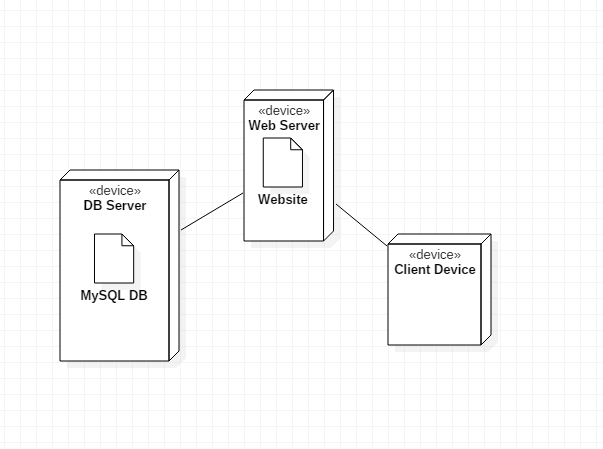 «device»
Web Server
Website
«device»
DB Server
MySQL DB
«device»
Client Device